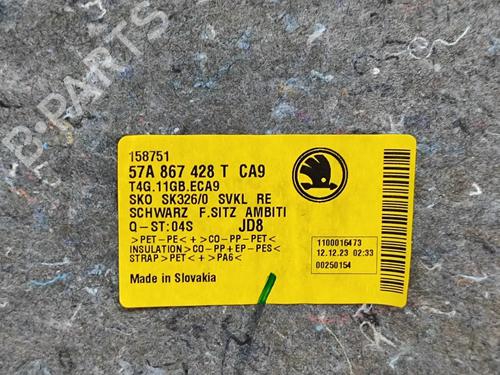 B-PARTS
158751
57A 867 428 T CA9
T4G.11GB.ECA9
SKO SK326/0 SVKL RE
SCHWARZ F.SITZ AMBITI
Q-ST:04S JD8
>PET-PE<+>CO-PP-PET<
INSULATION>CO-PP+EP-PES<
STRAP>PET<+>PA6<
Made in Slovakia
1100016473
12.12.23 02:33
00250154